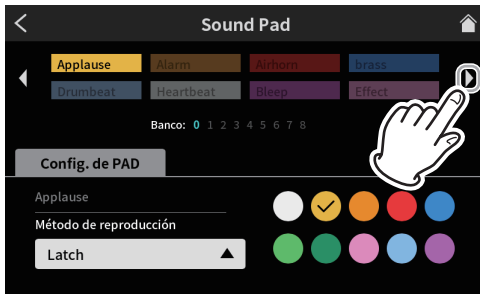 Sound Pad
Applause Alarm Airhorn brass
Drumbeat Heartbeat Bleep Effect
Banco: 0 1 2 3 4 5 6 7 8
Config. de PAD
Applause
Método de reproducción
Latch